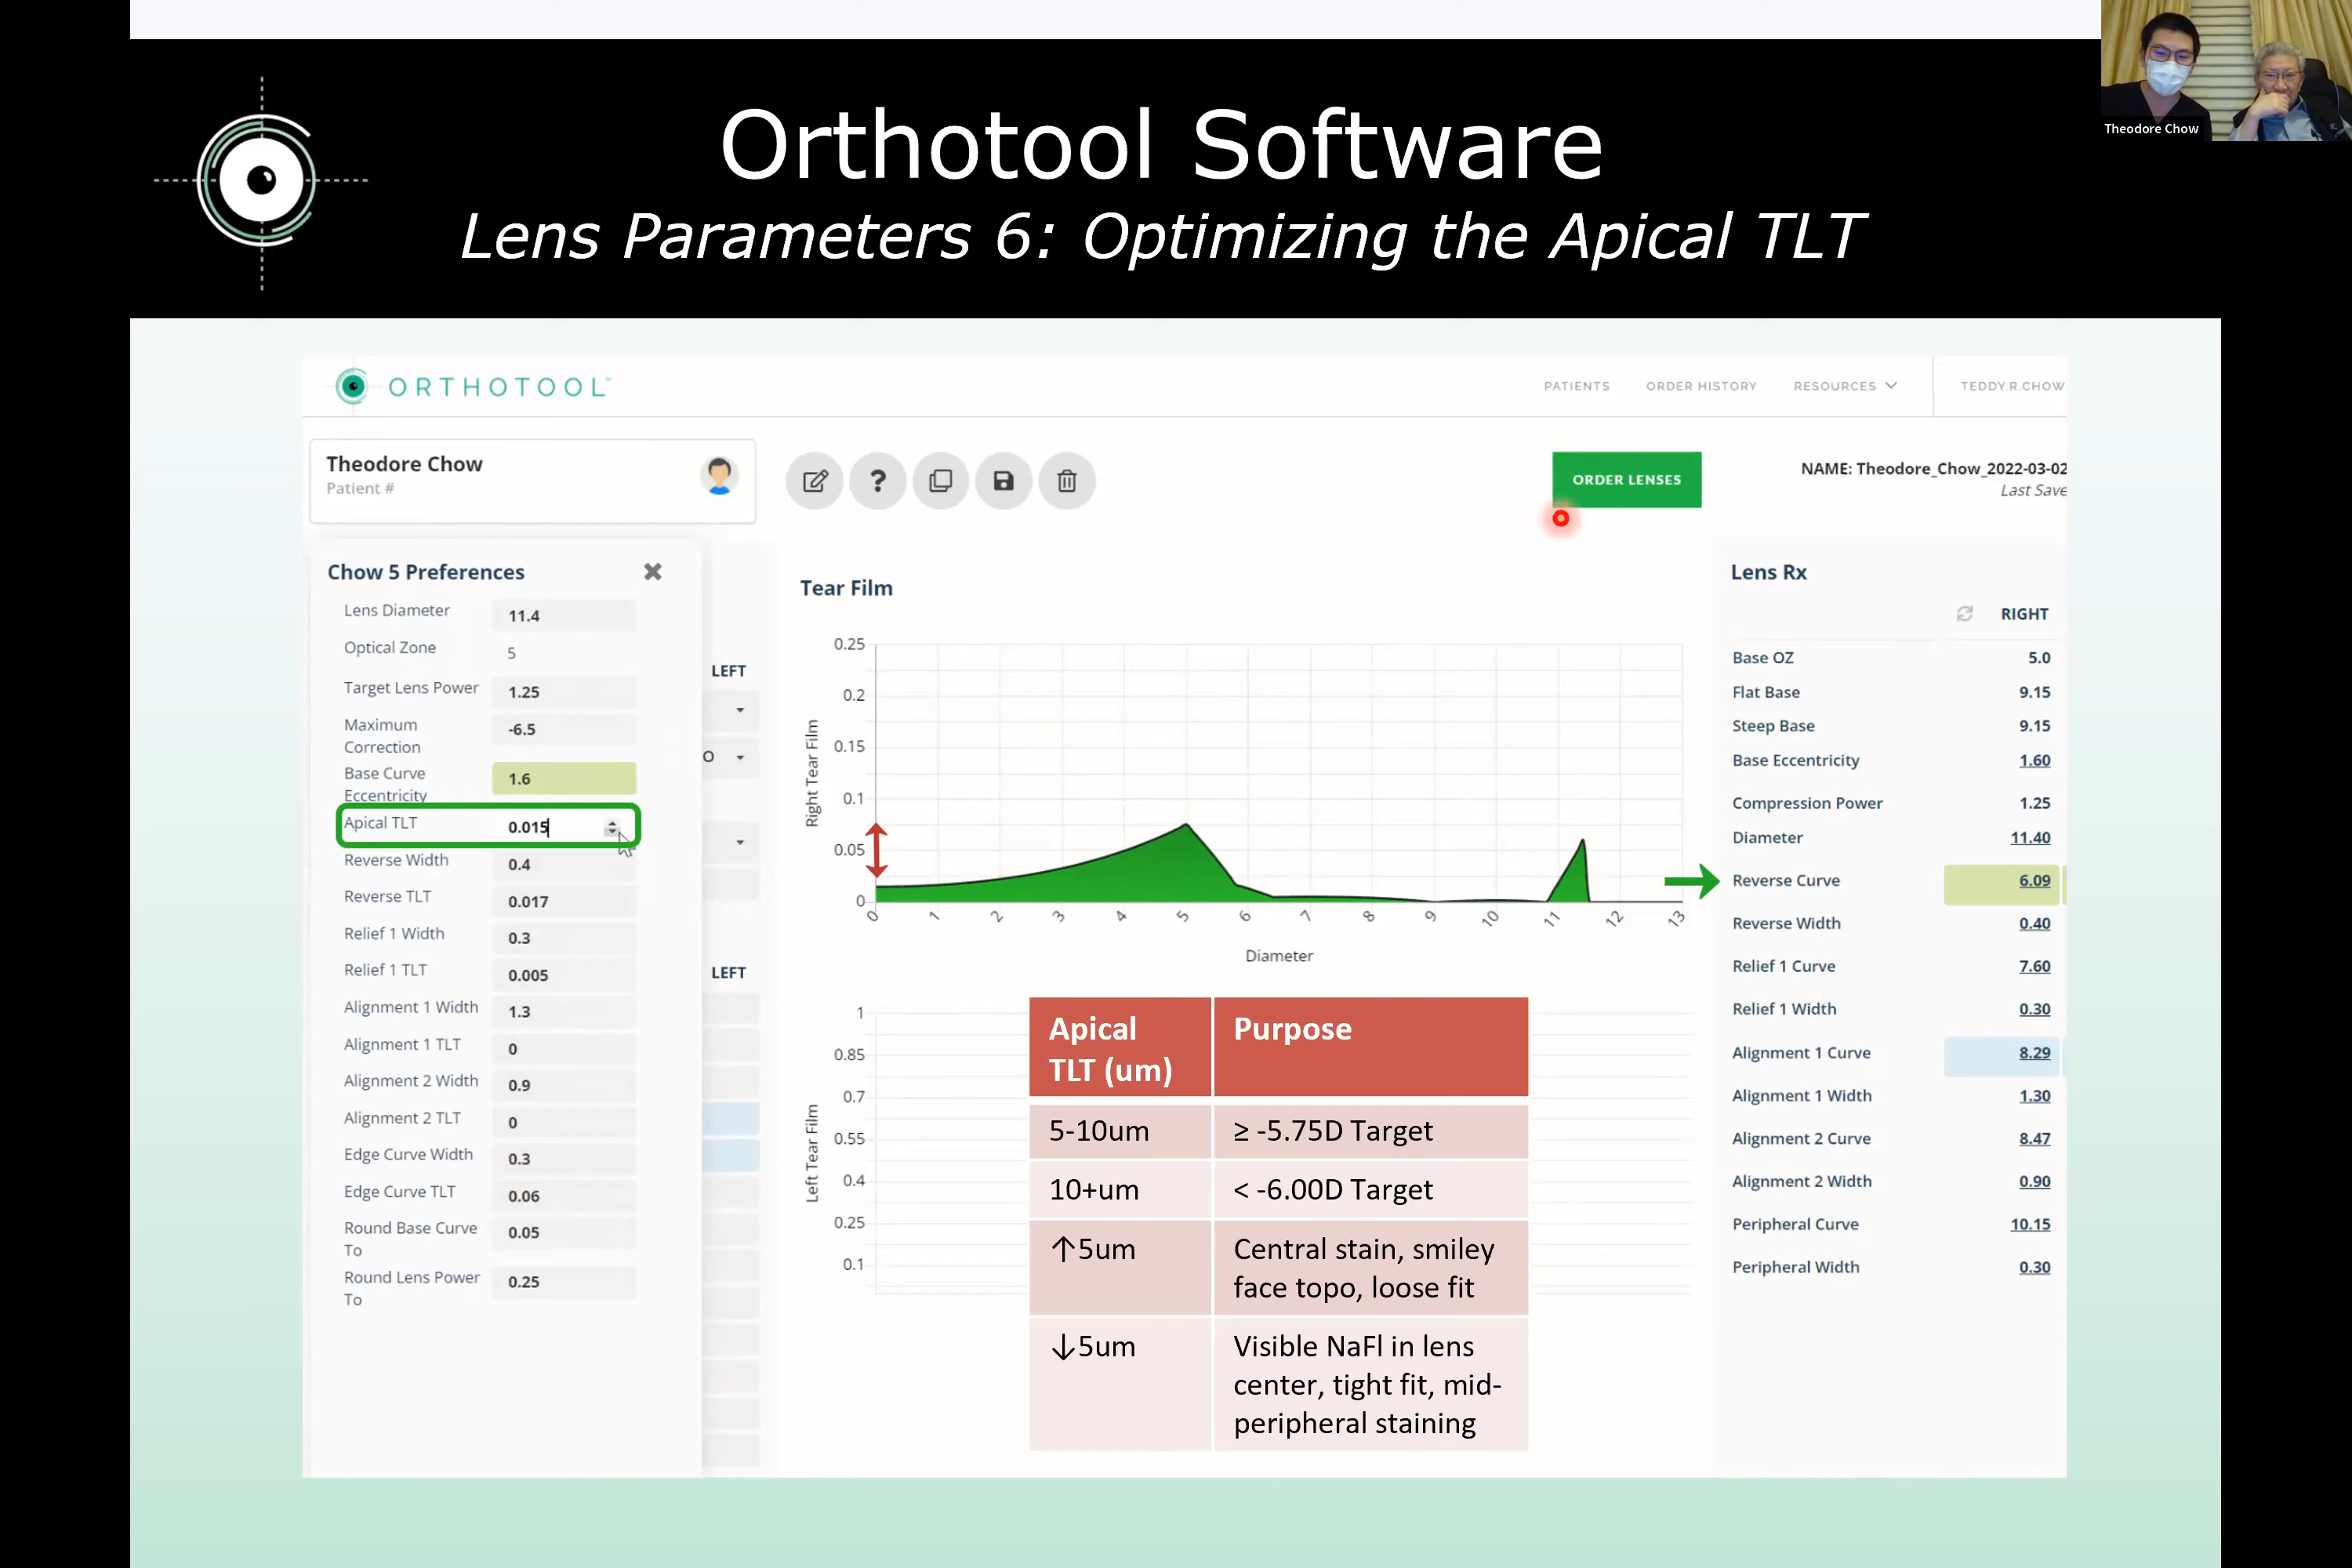 Theodore Chow
Orthotool Software
Lens Parameters 6: Optimizing the Apical TLT
ORTHOTOOL™
PATIENTS ORDER HISTORY RESOURCES TEDDY R.CHOW
Theodore Chow
Patient #
?
ORDER LENSES
NAME: Theodore_Chow_2022-03-02
Last Save
Chow 5 Preferences
Lens Diameter 11.4
Optical Zone 5
Target Lens Power 1.25
Maximum
Correction -6.5
Base Curve
Eccentricity 1.6
Apical TLT 0.015
Reverse Width 0.4
Reverse TLT 0.017
Relief 1 Width 0.3
Relief 1 TLT 0.005
Alignment 1 Width 1.3
Alignment 1 TLT 0
Alignment 2 Width 0.9
Alignment 2 TLT 0
Edge Curve Width 0.3
Edge Curve TLT 0.06
Round Base Curve
To 0.05
Round Lens Power
To 0.25
LEFT
O
LEFT
Tear Film
Right Tear Film
0.25
0.2
0.15
0.1
0.05
0
0 1 2 3 4 5 6 7 8 9 10 11 12 13
Diameter
Left Tear Film
1
0.85
0.7
0.55
0.4
0.25
0.1
Apical
TLT (um)
Purpose
5-10um ≥ -5.75D Target
10+um < -6.00D Target
↑5um Central stain, smiley
face topo, loose fit
↓5um Visible NaFl in lens
center, tight fit, mid-
peripheral staining
Lens Rx
RIGHT
Base OZ 5.0
Flat Base 9.15
Steep Base 9.15
Base Eccentricity 1.60
Compression Power 1.25
Diameter 11.40
Reverse Curve 6.09
Reverse Width 0.40
Relief 1 Curve 7.60
Relief 1 Width 0.30
Alignment 1 Curve 8.29
Alignment 1 Width 1.30
Alignment 2 Curve 8.47
Alignment 2 Width 0.90
Peripheral Curve 10.15
Peripheral Width 0.30